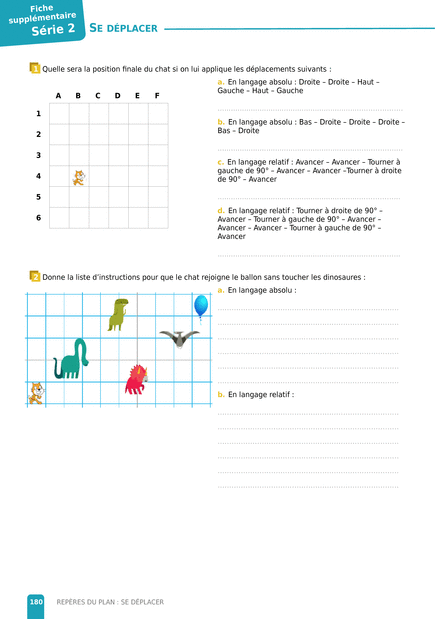 Fiche
supplémentaire
Série 2
SE DÉPLACER
1 Quelle sera la position finale du chat si on lui applique les déplacements suivants :
A B C D E F
1
2
3
4
5
6
a. En langage absolu : Droite – Droite – Haut –
Gauche – Haut – Gauche
b. En langage absolu : Bas – Droite – Droite – Droite –
Bas – Droite
c. En langage relatif : Avancer – Avancer – Tourner à
gauche de 90° – Avancer – Avancer –Tourner à droite
de 90° – Avancer
d. En langage relatif : Tourner à droite de 90° –
Avancer – Tourner à gauche de 90° – Avancer –
Avancer – Avancer – Tourner à gauche de 90° –
Avancer
2 Donne la liste d'instructions pour que le chat rejoigne le ballon sans toucher les dinosaures :
a. En langage absolu :
b. En langage relatif :
180 REPÈRES DU PLAN : SE DÉPLACER